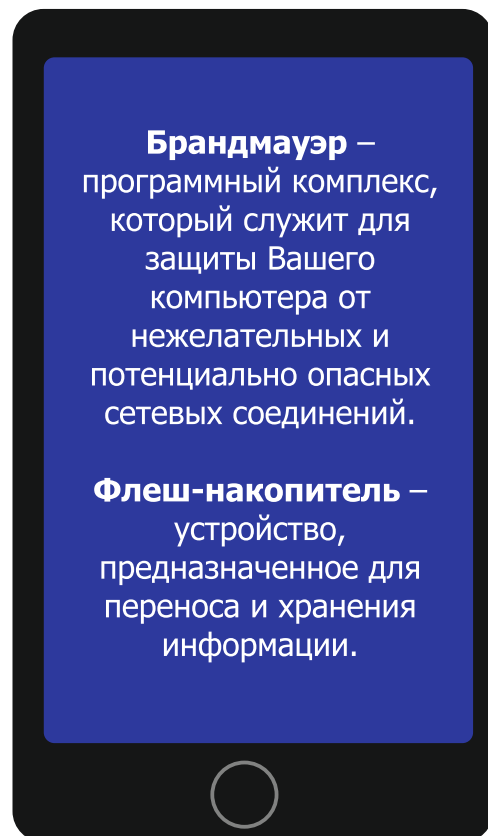 Брандмауэр –
программный комплекс,
который служит для
защиты Вашего
компьютера от
нежелательных и
потенциально опасных
сетевых соединений.
Флеш-накопитель –
устройство,
предназначенное для
переноса и хранения
информации.